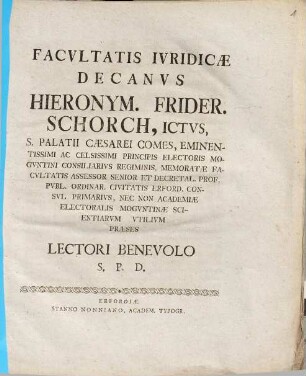 FACVLTATIS IVRIDICÆ
DECANVS
HIERONYM. FRIDER.
SCHORCH, ICTVS,
S. PALATII CÆSAREI COMES, EMINEN-
TISSIMI AC CELSISSIMI PRINCIPIS ELECTORIS MO-
GVNTINI CONSILIARIVS REGIMINIS, MEMORATÆ FA-
CVLTATIS ASSESSOR SENIOR ET DECRETAL. PROF.
PVBL. ORDINAR. CIVITATIS ERFORD. CON-
SVL PRIMARIVS, NEC NON ACADEMIÆ
ELECTORALIS MOGVNTINÆ SCI-
ENTIARVM VTILIVM
PRÆSES
LECTORI BENEVOLO
S. P. D.
ERFORDIÆ
STANNO NONNIANO, ACADEM. TYPOGR.